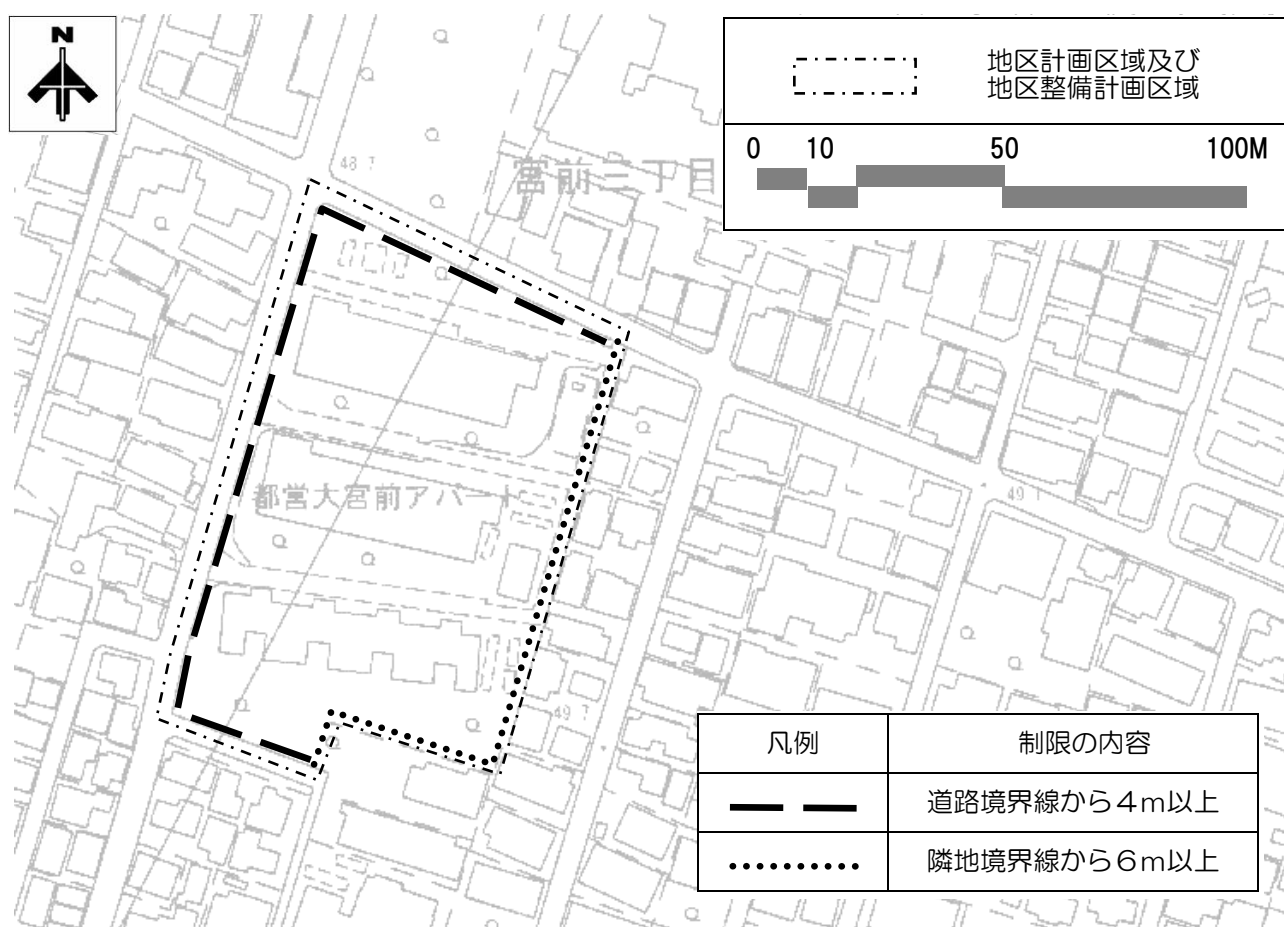 N
地区計画区域及び
地区整備計画区域
0 10 50 100M
48 7
宮前三丁目
都営大宮前アパート
49 1
49 7
凡例 制限の内容
道路境界線から4m以上
隣地境界線から6m以上